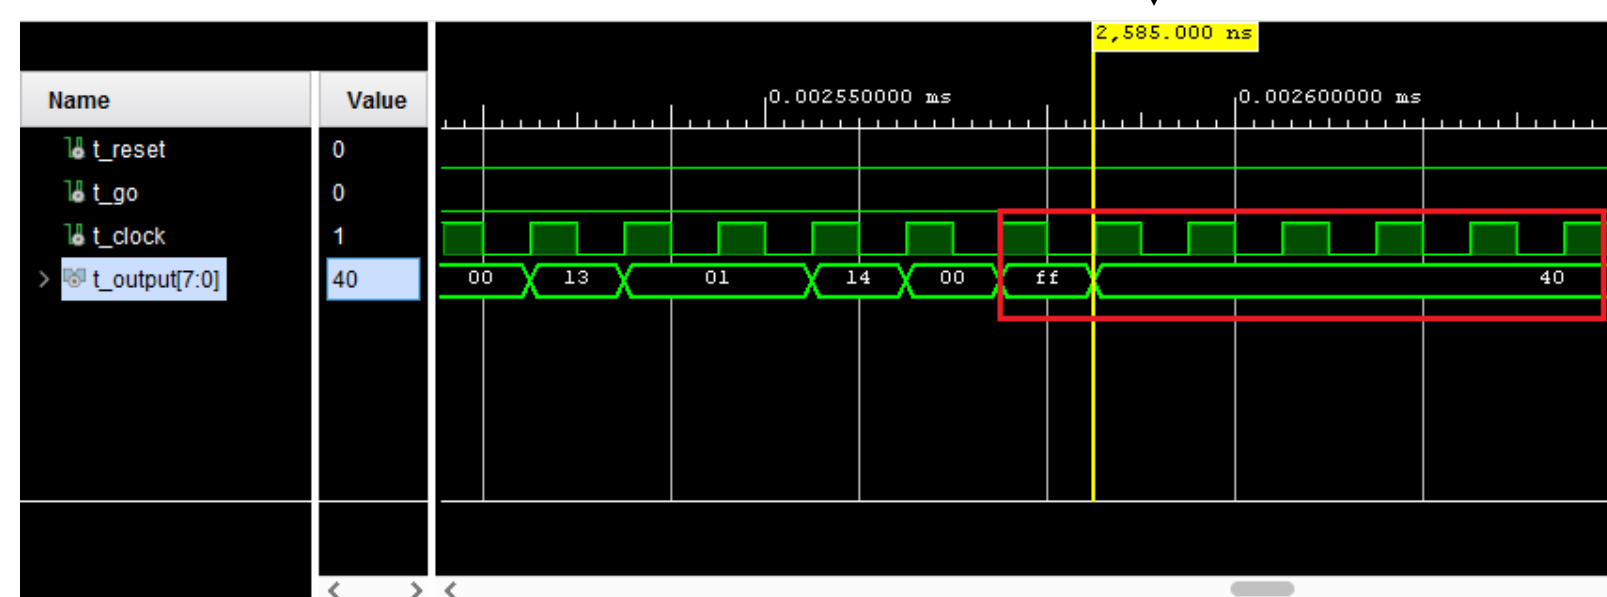 2,585.000 ns
Name Value 0.002550000 ms 0.002600000 ms
t_reset 0
t_go 0
t_clock 1
t_output[7:0] 40 00 13 01 14 00 ff 40